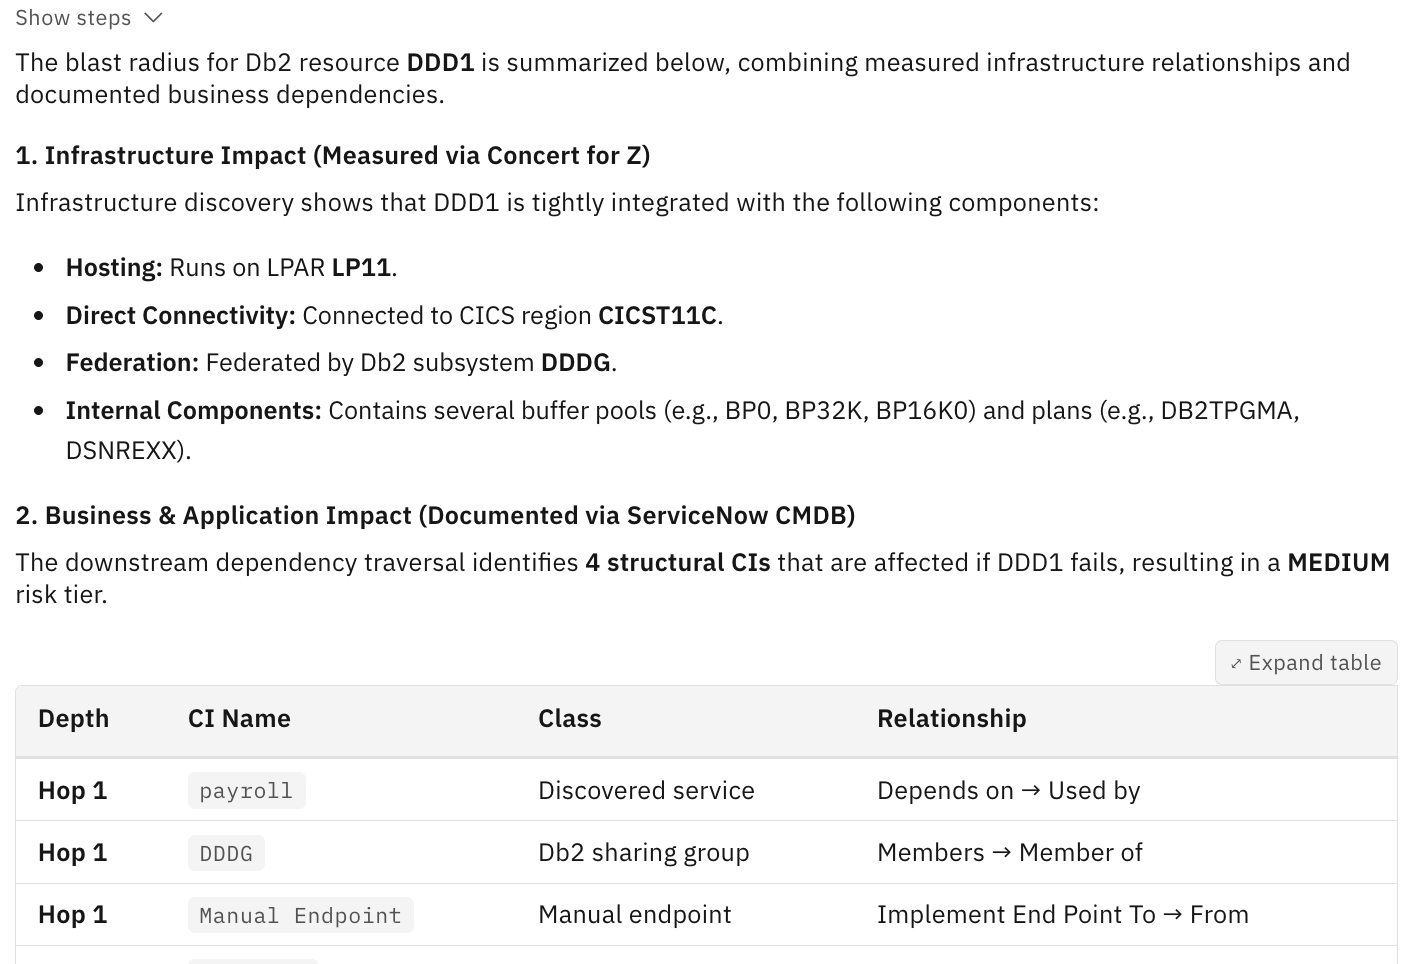 Show steps
The blast radius for Db2 resource DDD1 is summarized below, combining measured infrastructure relationships and
documented business dependencies.
1. Infrastructure Impact (Measured via Concert for Z)
Infrastructure discovery shows that DDD1 is tightly integrated with the following components:
• Hosting: Runs on LPAR LP11.
• Direct Connectivity: Connected to CICS region CICST11C.
• Federation: Federated by Db2 subsystem DDDG.
• Internal Components: Contains several buffer pools (e.g., BP0, BP32K, BP16K0) and plans (e.g., DB2TPGMA,
DSNREXX).
2. Business & Application Impact (Documented via ServiceNow CMDB)
The downstream dependency traversal identifies 4 structural CIs that are affected if DDD1 fails, resulting in a MEDIUM
risk tier.
Expand table
Depth CI Name Class Relationship
Hop 1 payroll Discovered service Depends on → Used by
Hop 1 DDDG Db2 sharing group Members → Member of
Hop 1 Manual Endpoint Manual endpoint Implement End Point To → From